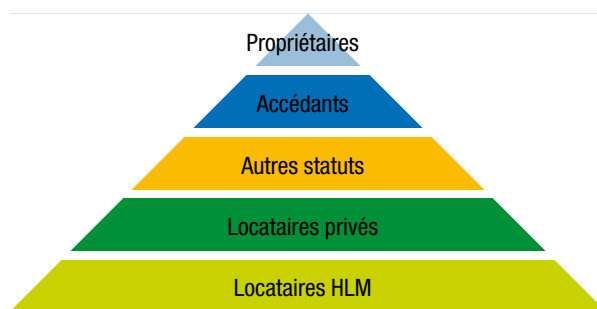 Propriétaires
Accédants
Autres statuts
Locataires privés
Locataires HLM